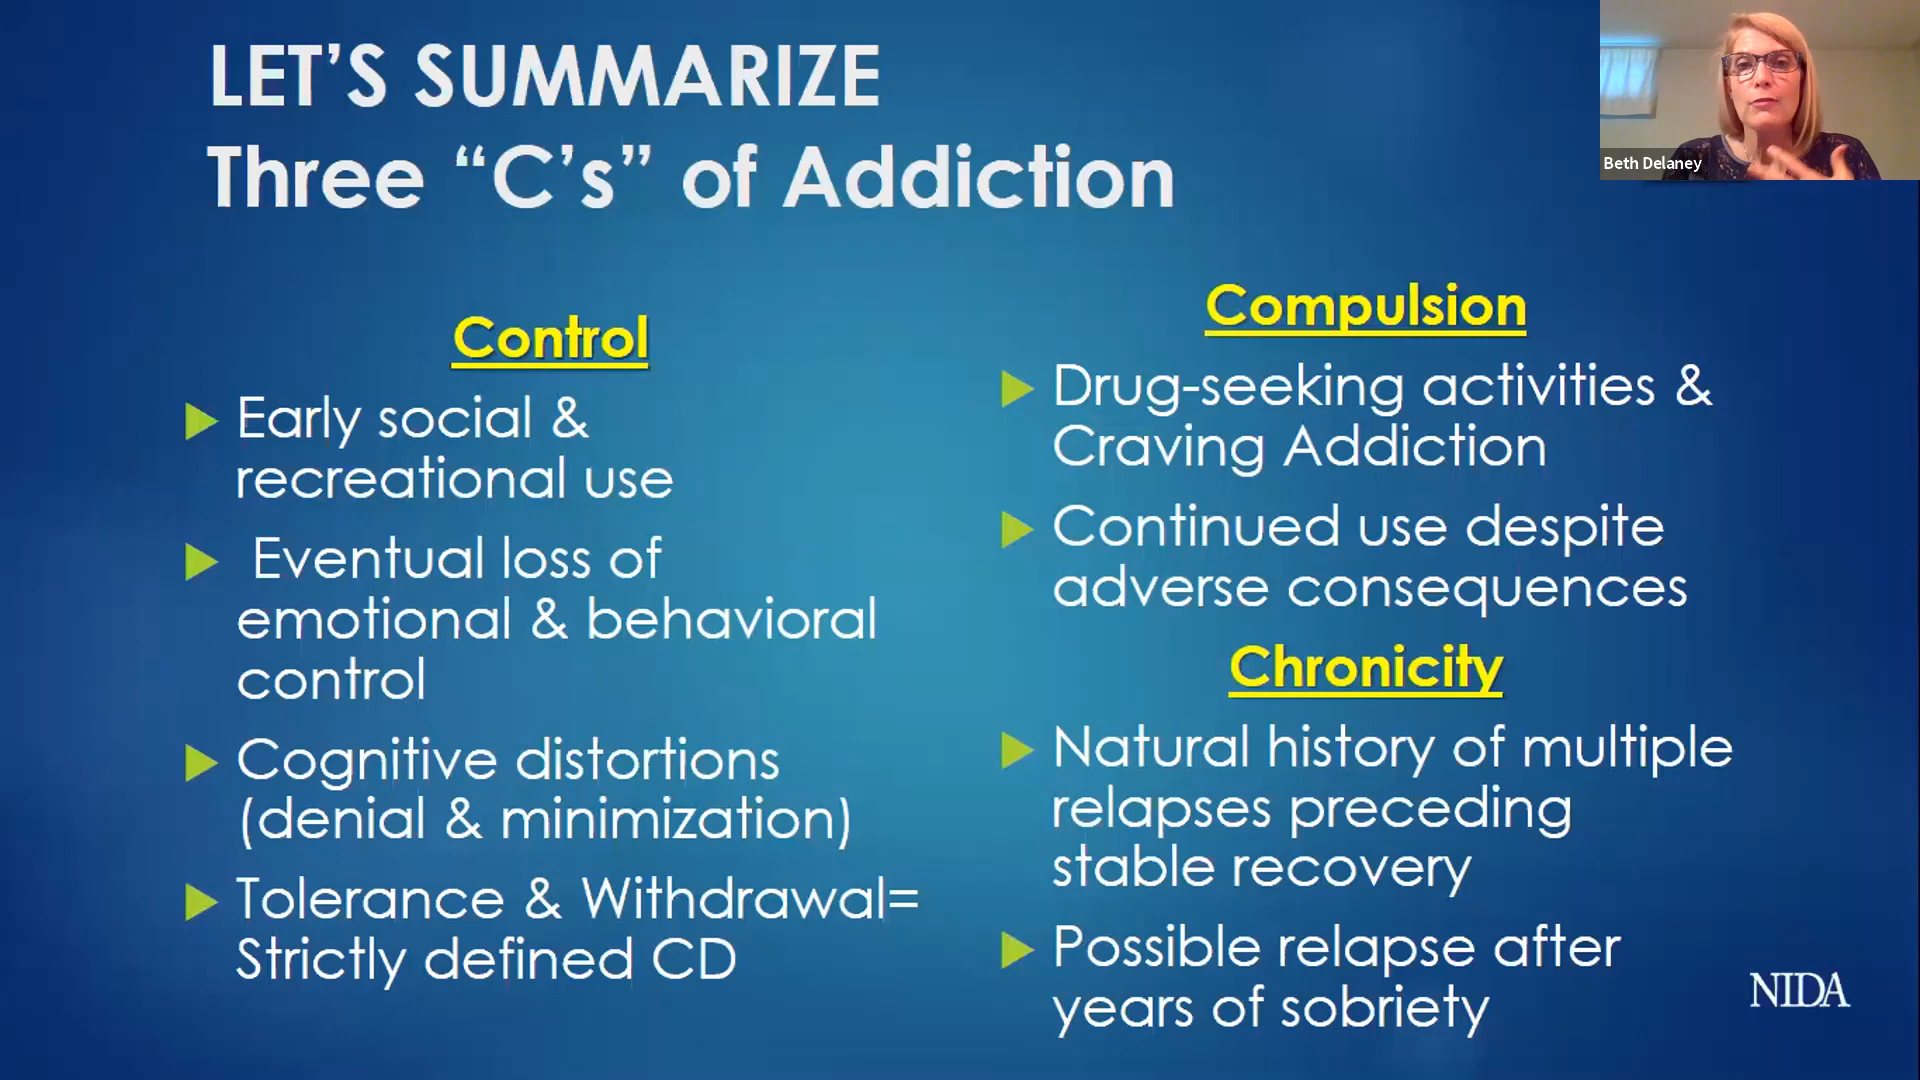 LET’S SUMMARIZE
Three “C’s” of Addiction
Beth Delaney
Control
Early social &
recreational use
Eventual loss of
emotional & behavioral
control
Cognitive distortions
(denial & minimization)
Tolerance & Withdrawal=
Strictly defined CD
Compulsion
Drug-seeking activities &
Craving Addiction
Continued use despite
adverse consequences
Chronicity
Natural history of multiple
relapses preceding
stable recovery
Possible relapse after
years of sobriety
NIDA